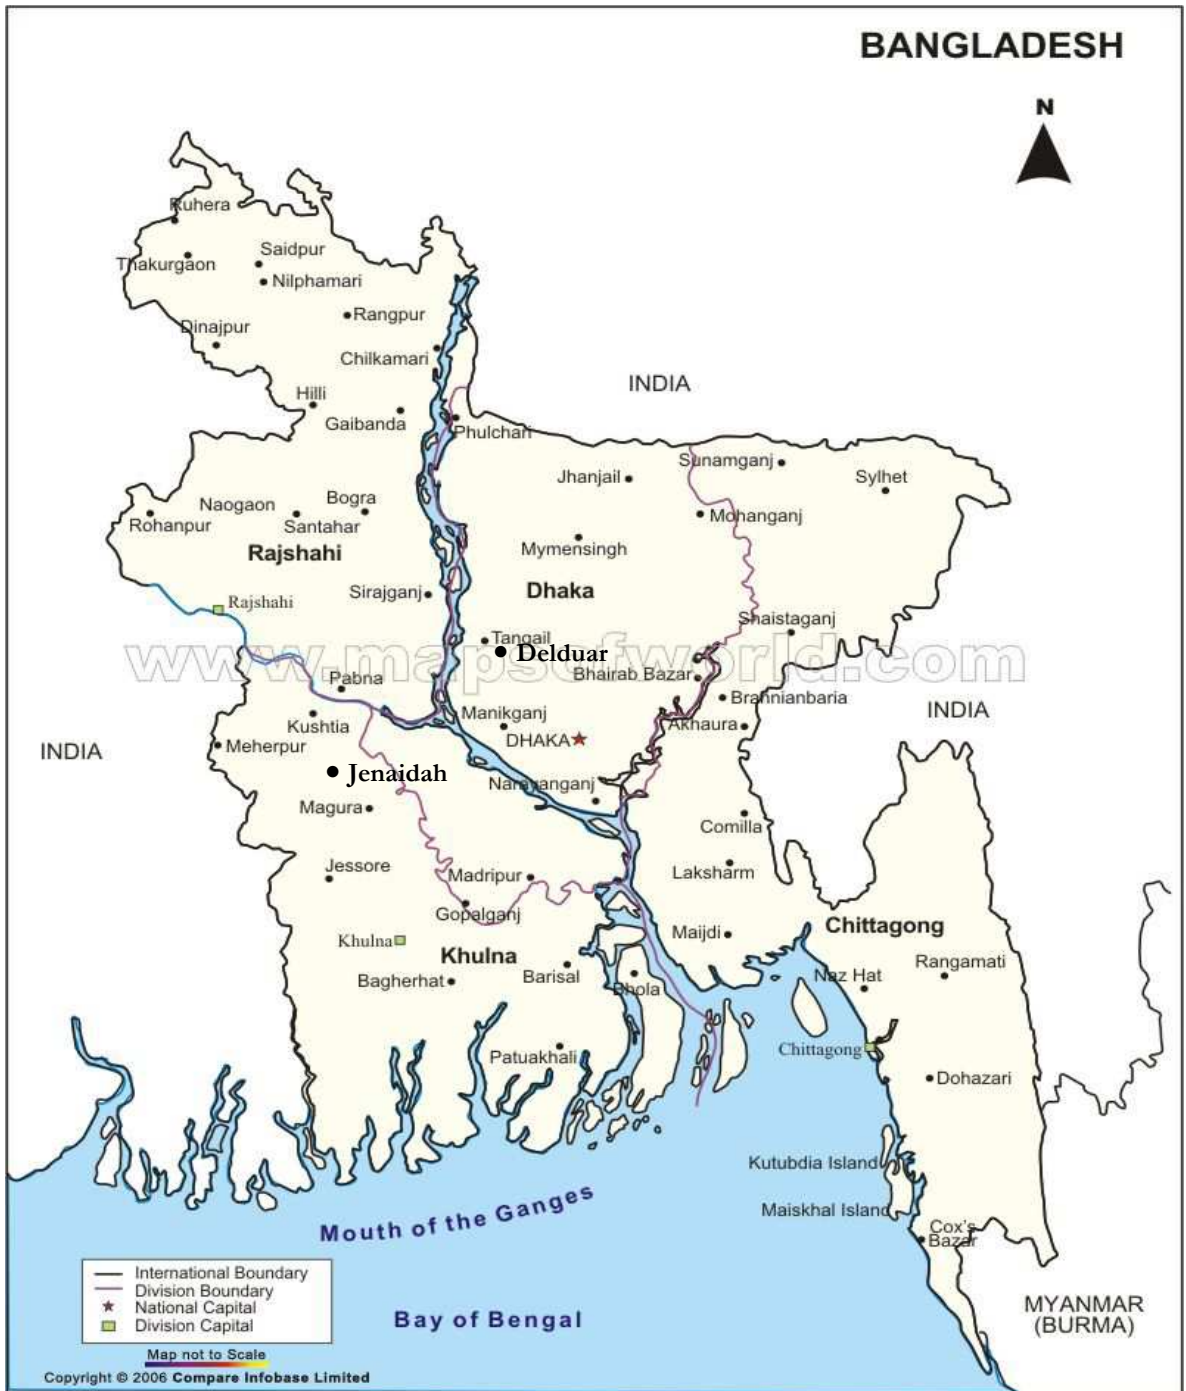 BANGLADESH
N
Ruhera
Saidpur
Thakurgaon
Nilphamari
Rangpur
Dinajpur
Chilkamari
INDIA
Hilli
Gaibanda
Phulchari
Sunamganj
Jhanjail
Sylhet
Naogaon
Bogra
Rohanpur
Santahar
Mohanganj
Rajshahi
Mymensingh
Sirajganj
Dhaka
Rajshahi
Shaistaganj
Tangail
www.mapsofworld.com
Delduar
Bhairab Bazar
Pabna
Brahnianbaria
Manikganj
INDIA
Kushtia
Akhaura
DHAKA
Meherpur
INDIA
Jenaidah
Narayanganj
Magura
Comilla
Jessore
Laksharm
Madripur
Gopalganj
Chittagong
Maijdi
Khulna
Khulna
Rangamati
Barisal
Naz Hat
Bagherhat
Bhola
Chittagong
Patuakhali
Dohazari
Kutubdia Island
Maiskhal Island
Mouth of the Ganges
Cox's
Bazar
International Boundary
Division Boundary
National Capital
Division Capital
Bay of Bengal
MYANMAR
(BURMA)
Map not to Scale
Copyright © 2006 Compare Infobase Limited